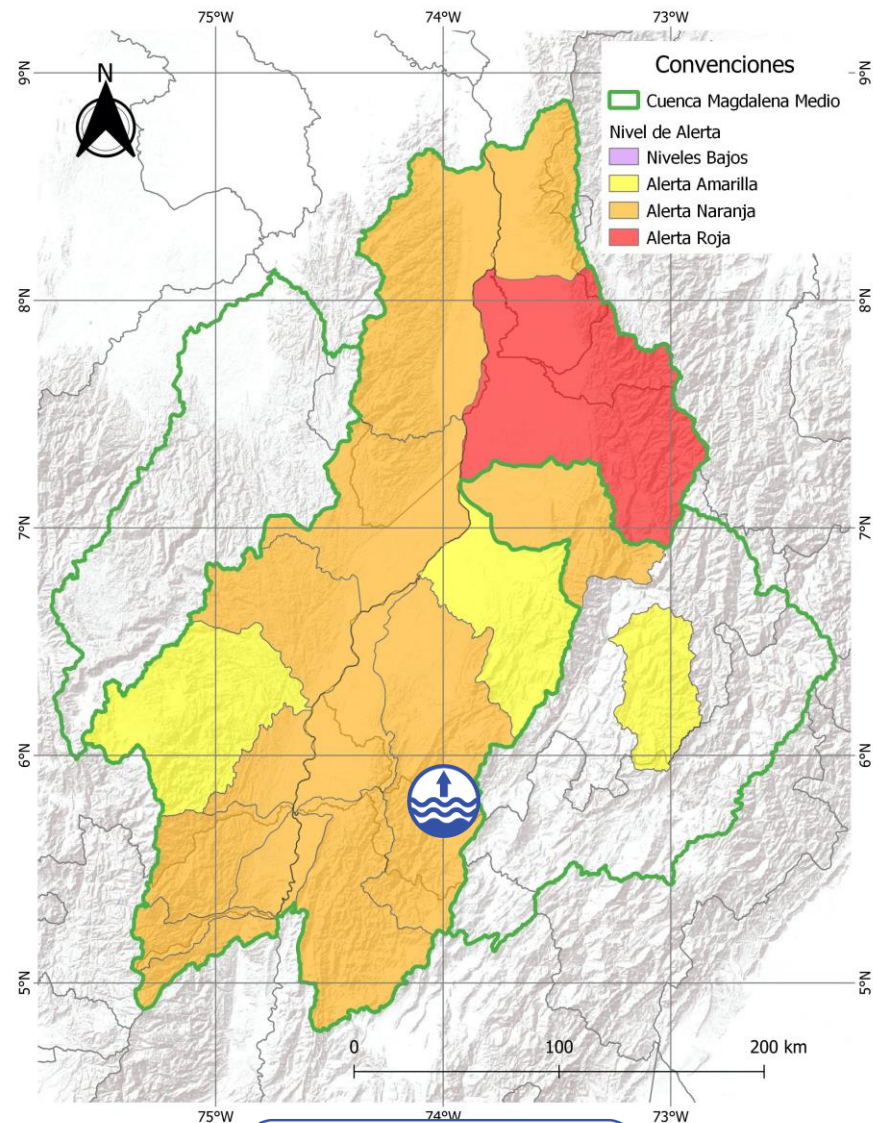 75°W 74°W 73°W
9°N 9°N
N
Convenciones
Cuenca Magdalena Medio
Nivel de Alerta
Niveles Bajos
Alerta Amarilla
Alerta Naranja
Alerta Roja
8°N 8°N
7°N 7°N
6°N 6°N
5°N 5°N
0 100 200 km
75°W 74°W 73°W